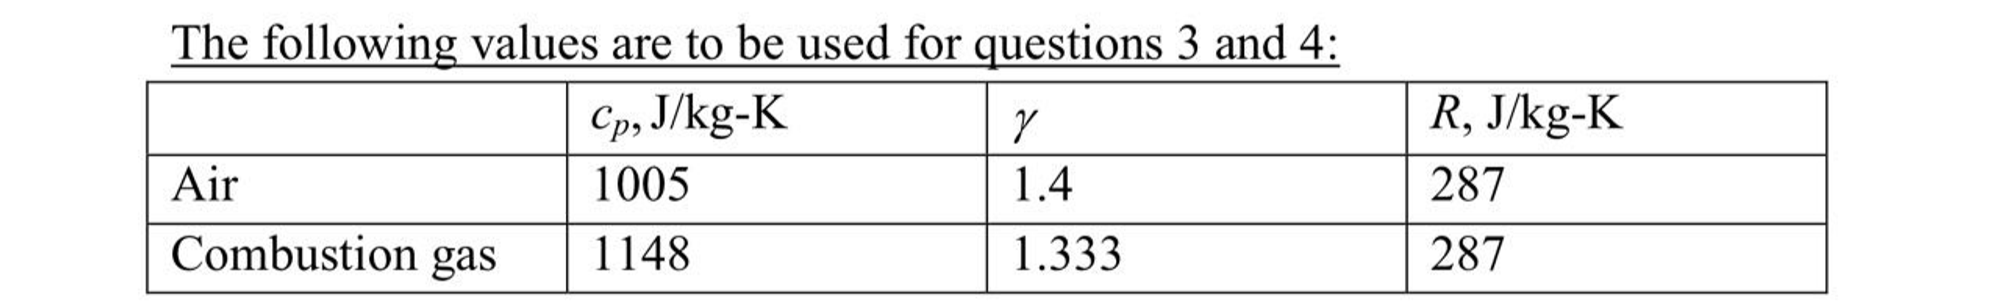 The following values are to be used for questions 3 and 4:
cp, J/kg-K γ R, J/kg-K
Air 1005 1.4 287
Combustion gas 1148 1.333 287